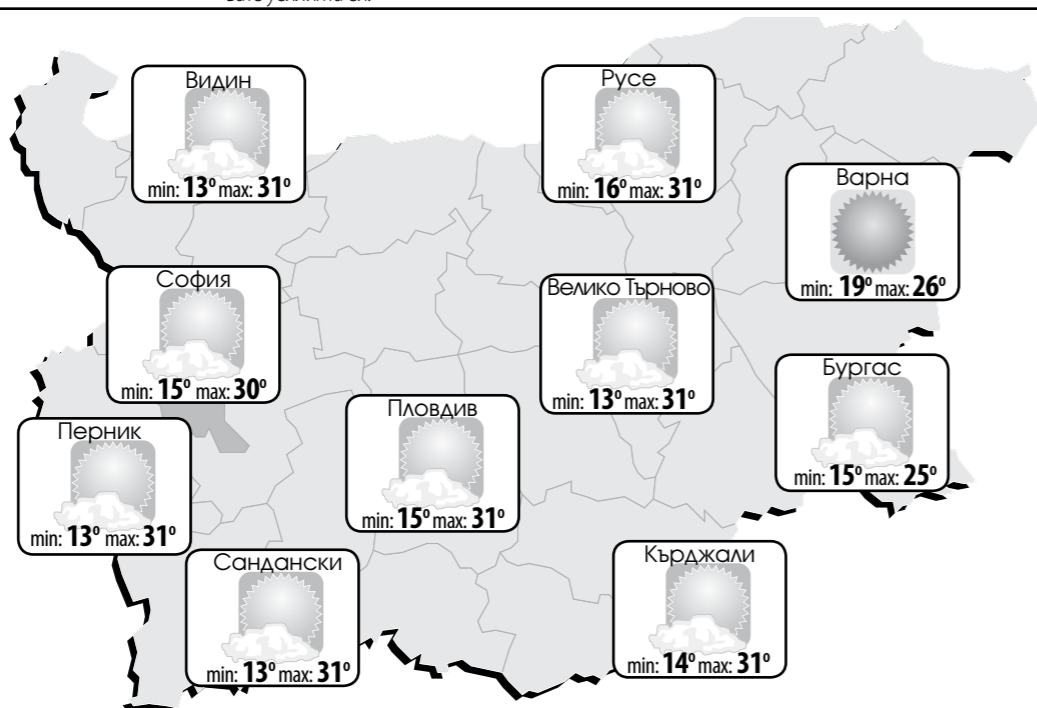 Видин
min: 13° max: 31°
Русе
min: 16° max: 31°
Варна
min: 19° max: 26°
София
min: 15° max: 30°
Велико Търново
min: 13° max: 31°
Бургас
min: 15° max: 25°
Пловдив
min: 15° max: 31°
Перник
min: 13° max: 31°
Сандански
min: 13° max: 31°
Кърджали
min: 14° max: 31°